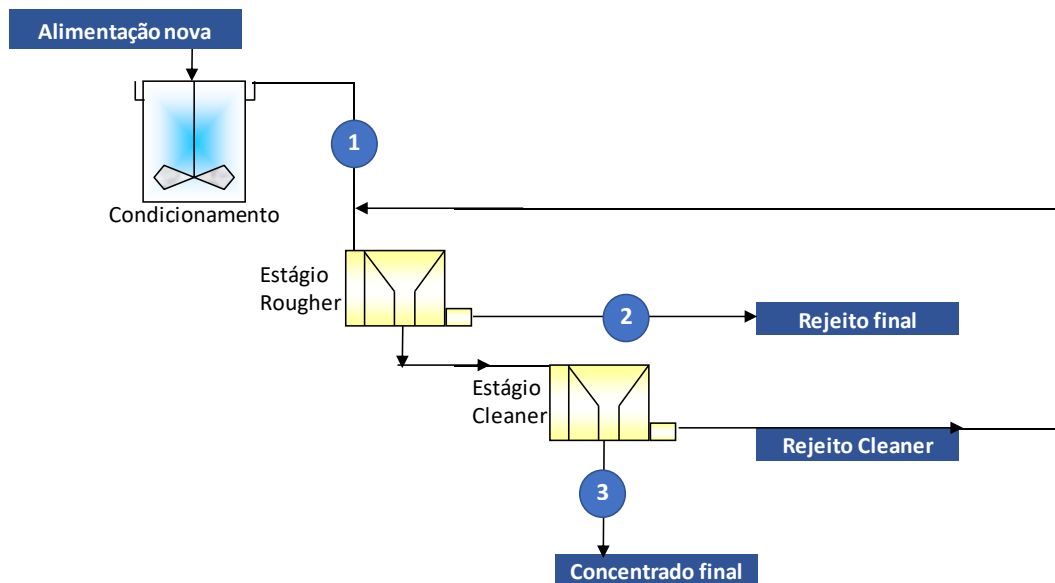 Alimentação nova
1
Condicionamento
Estágio
Rougher
2
Rejeito final
Estágio
Cleaner
Rejeito Cleaner
3
Concentrado final